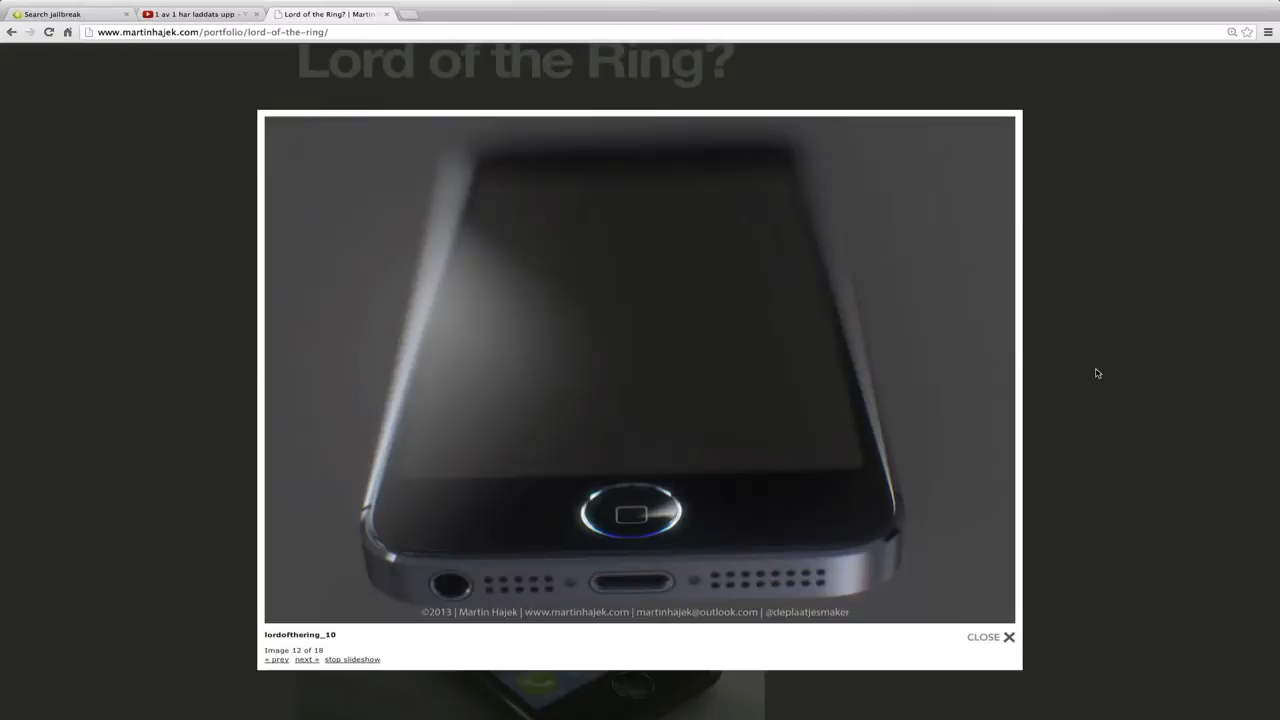 Search jailbreak
1 av 1 har laddats upp -
Lord of the Ring? | Martin
www.martinhajek.com/portfolio/lord-of-the-ring/
Lord of the Ring?
©2013 | Martin Hajek | www.martinhajek.com | martinhajek@outlook.com | @deplaatjesmaker
lordofthering_10
CLOSE
Image 12 of 18
« prev next » stop slideshow